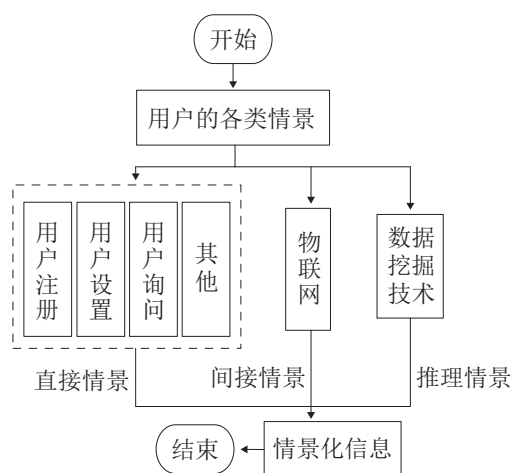 开始
用户的各类情景
用户注册
用户设置
用户询问
其他
物联网
数据挖掘技术
直接情景
间接情景
推理情景
结束
情景化信息